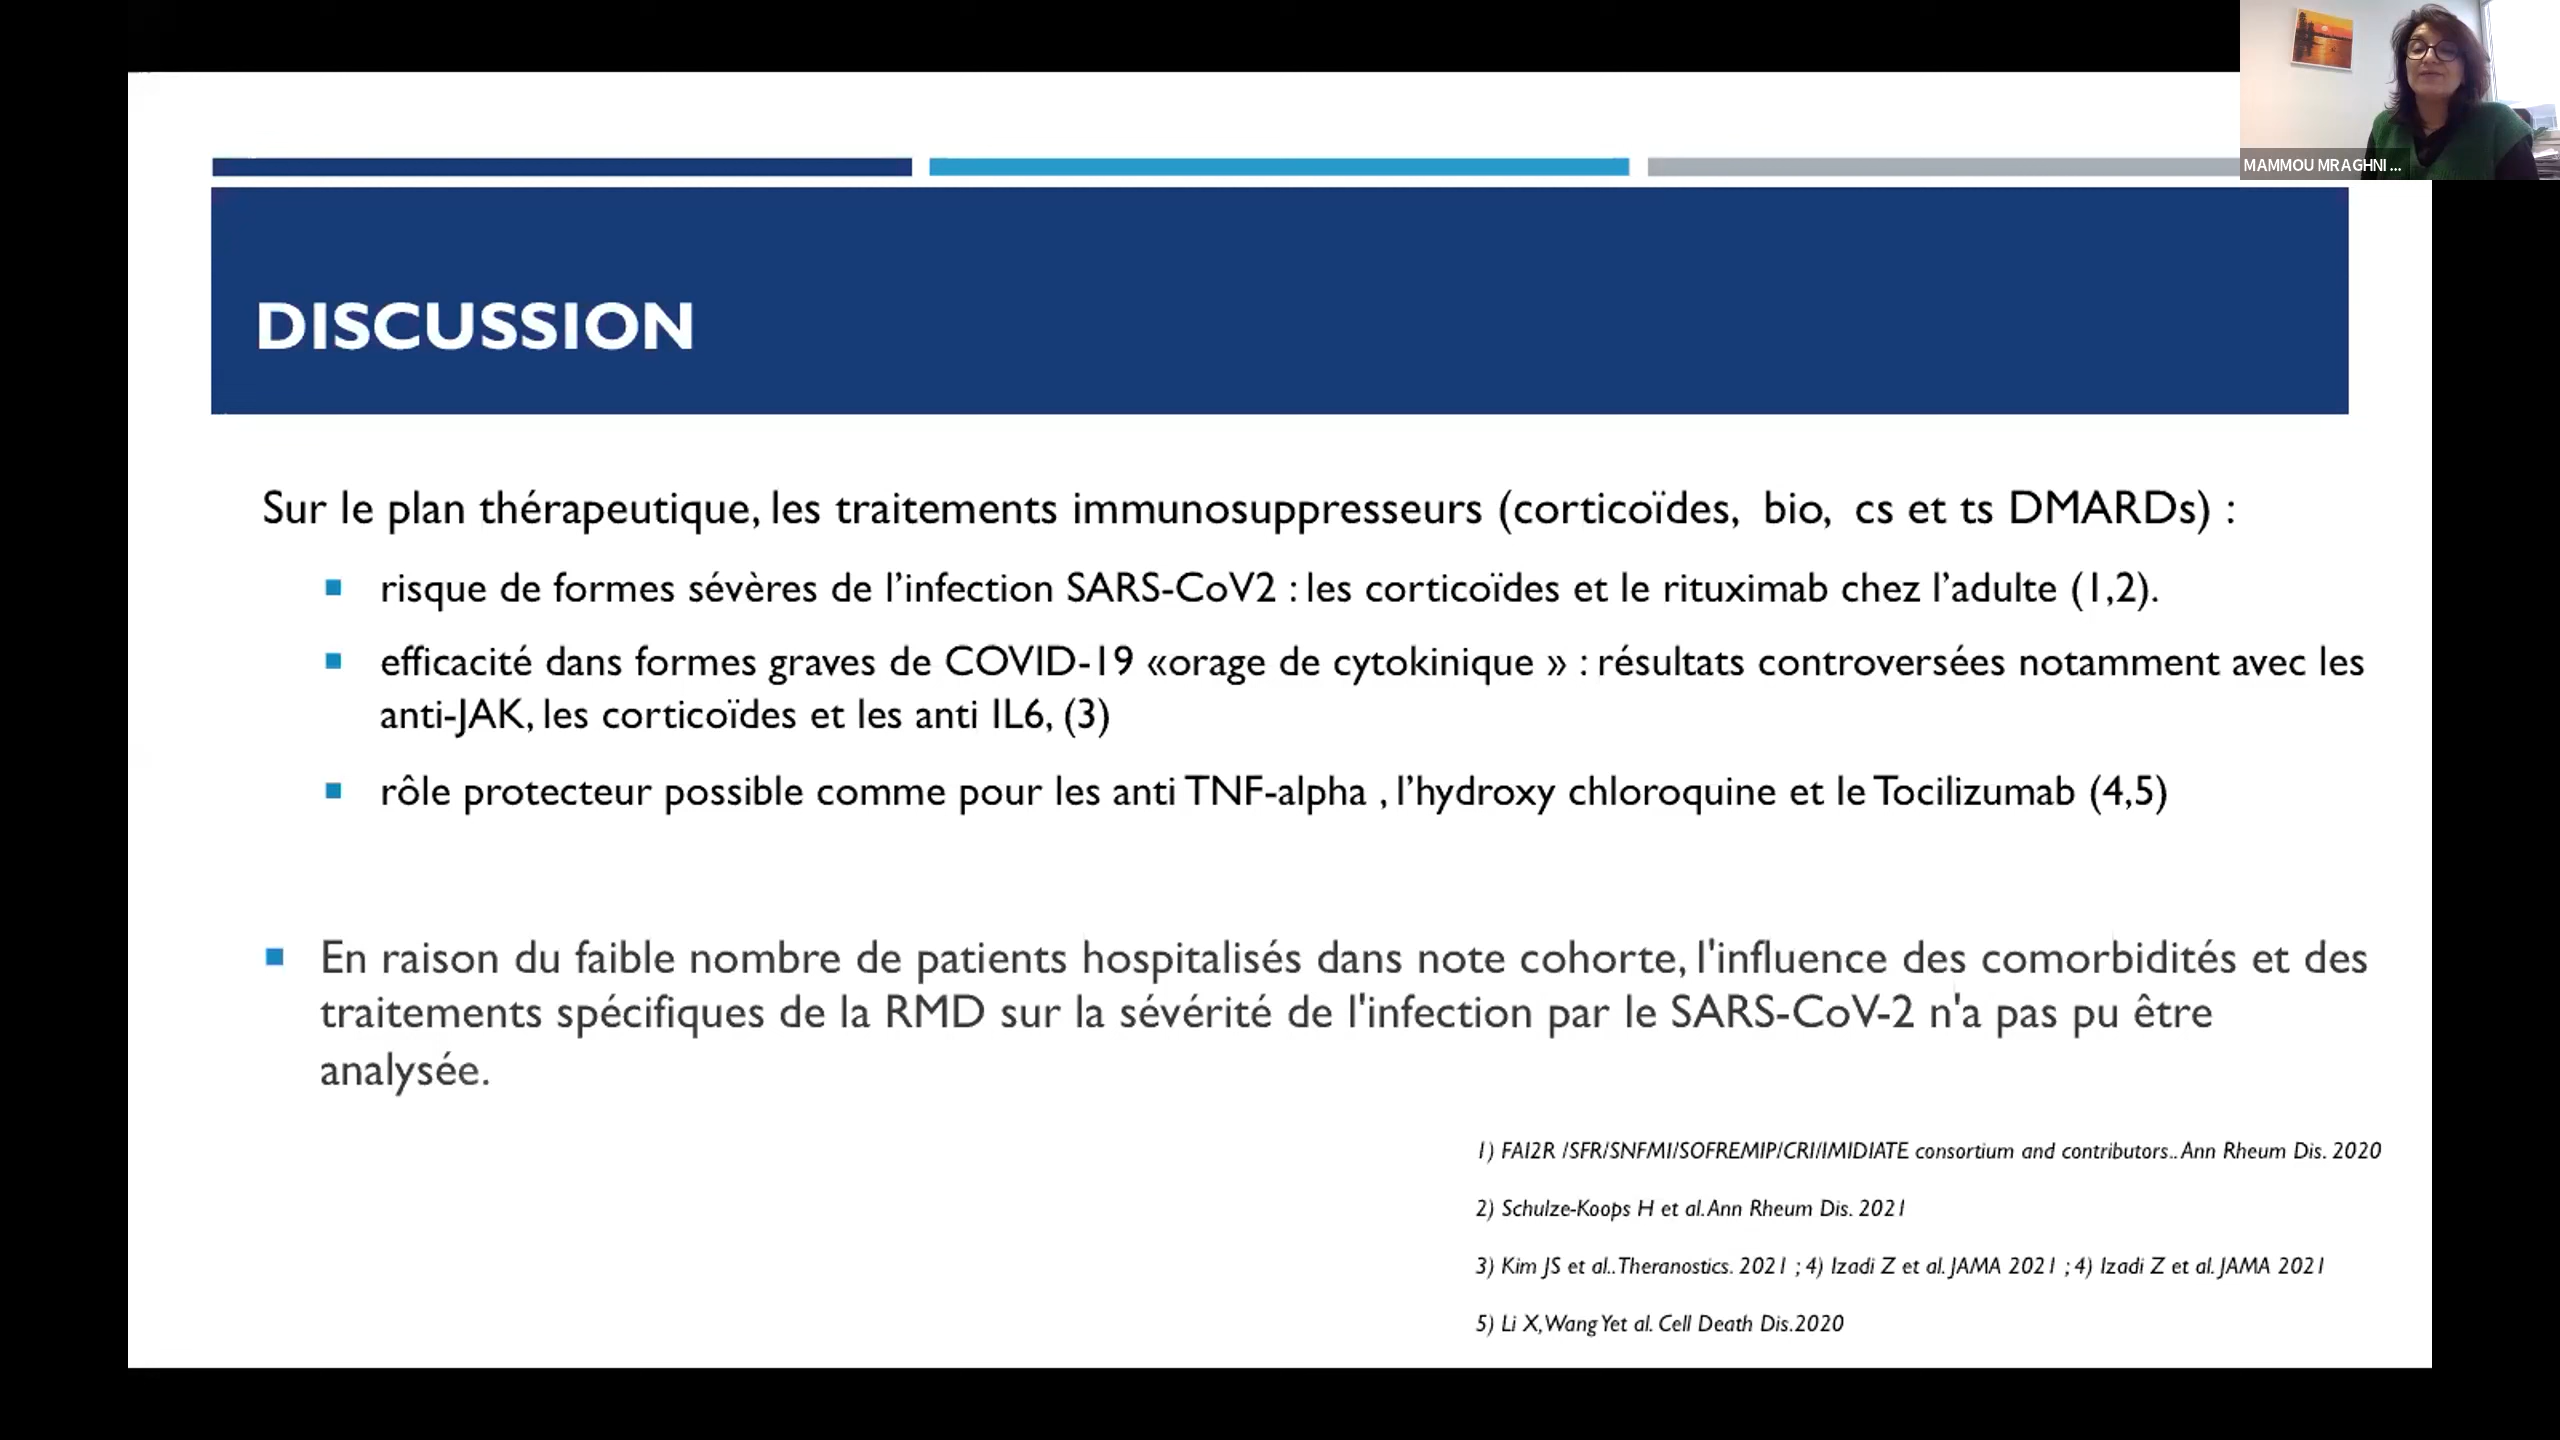 MAMMOU MRAGHNI ...
DISCUSSION
Sur le plan thérapeutique, les traitements immunosuppresseurs (corticoïdes, bio, cs et ts DMARDs) :
risque de formes sévères de l’infection SARS-CoV2 : les corticoïdes et le rituximab chez l’adulte (1,2).
efficacité dans formes graves de COVID-19 «orage de cytokinique » : résultats controversées notamment avec les
anti-JAK, les corticoïdes et les anti IL6, (3)
rôle protecteur possible comme pour les anti TNF-alpha , l’hydroxy chloroquine et le Tocilizumab (4,5)
En raison du faible nombre de patients hospitalisés dans note cohorte, l'influence des comorbidités et des
traitements spécifiques de la RMD sur la sévérité de l'infection par le SARS-CoV-2 n'a pas pu être
analysée.
1) FAI2R /SFR/SNFMI/SOFREMIP/CRI/IMIDIATE consortium and contributors.. Ann Rheum Dis. 2020
2) Schulze-Koops H et al. Ann Rheum Dis. 2021
3) Kim JS et al.. Theranostics. 2021 ; 4) Izadi Z et al. JAMA 2021 ; 4) Izadi Z et al. JAMA 2021
5) Li X, Wang Yet al. Cell Death Dis.2020